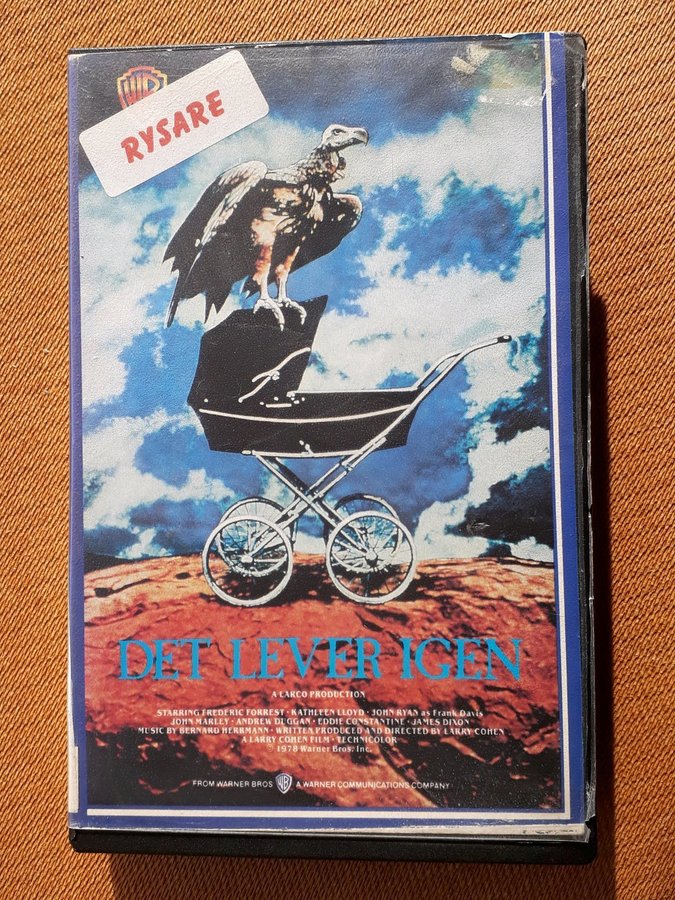 RYSARE
DET LEVER IGEN
A LARCO PRODUCTION
STARRING FREDERIC FORREST · KATHLEEN LLOYD · JOHN RYAN as Frank Davis
JOHN MARLEY · ANDREW DUGGAN · EDDIE CONSTANTINE · JAMES DIXON
MUSIC BY BERNARD HERRMANN · WRITTEN PRODUCED AND DIRECTED BY LARRY COHEN
A LARRY COHEN FILM · TECHNICOLOR
© 1978 Warner Bros. Inc.
FROM WARNER BROS WB A WARNER COMMUNICATIONS COMPANY